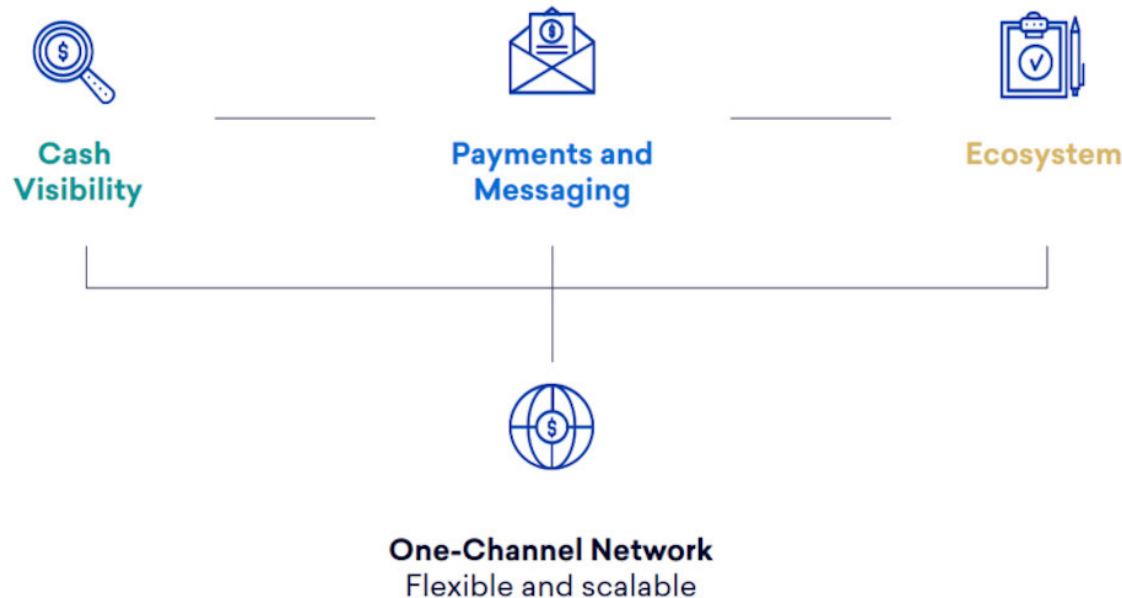 Cash
Visibility
Payments and
Messaging
Ecosystem
One-Channel Network
Flexible and scalable